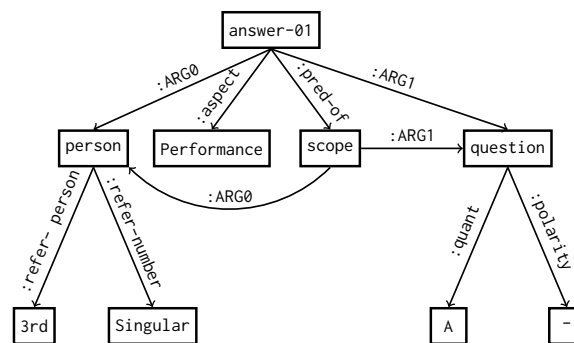 answer-01
:ARG0
:aspect
:pred-of
:ARG1
person
Performance
scope
:ARG1
question
:ARG0
:refer- person
:refer-number
:quant
:polarity
3rd
Singular
A
-